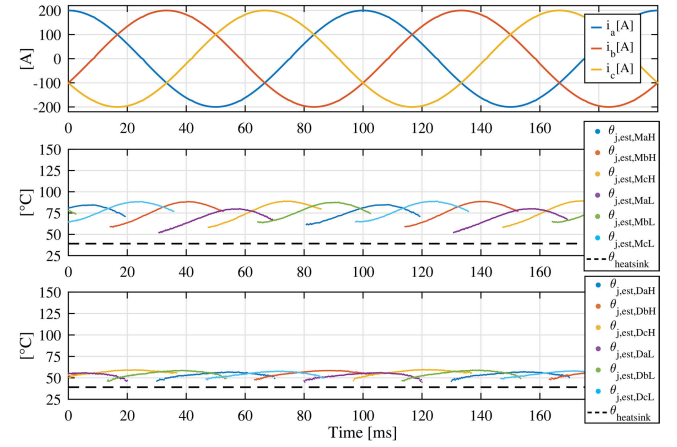 200
100
0
-100
-200
[A]
i_a[A]
i_b[A]
i_c[A]
0 20 40 60 80 100 120 140 160
150
125
100
75
50
25
[°C]
θ_j,est,MaH
θ_j,est,MbH
θ_j,est,McH
θ_j,est,MaL
θ_j,est,MbL
θ_j,est,McL
θ_heatsink
0 20 40 60 80 100 120 140 160
150
125
100
75
50
25
[°C]
θ_j,est,DaH
θ_j,est,DbH
θ_j,est,DcH
θ_j,est,DaL
θ_j,est,DbL
θ_j,est,DcL
θ_heatsink
0 20 40 60 80 100 120 140 160
Time [ms]